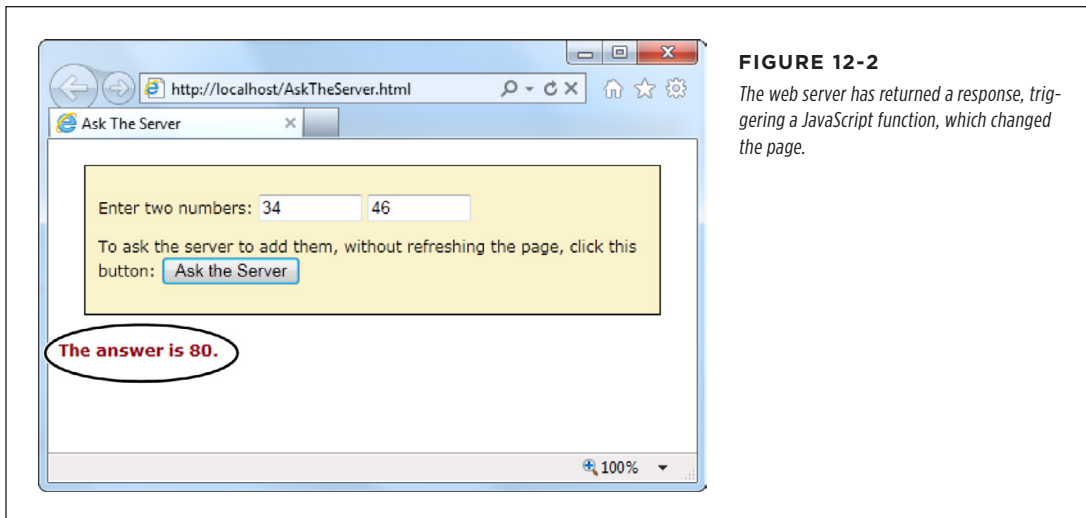 http://localhost/AskTheServer.html
Ask The Server
Enter two numbers: 34 46
To ask the server to add them, without refreshing the page, click this
button: Ask the Server
The answer is 80.
100%
FIGURE 12-2
The web server has returned a response, trig-
gering a JavaScript function, which changed
the page.